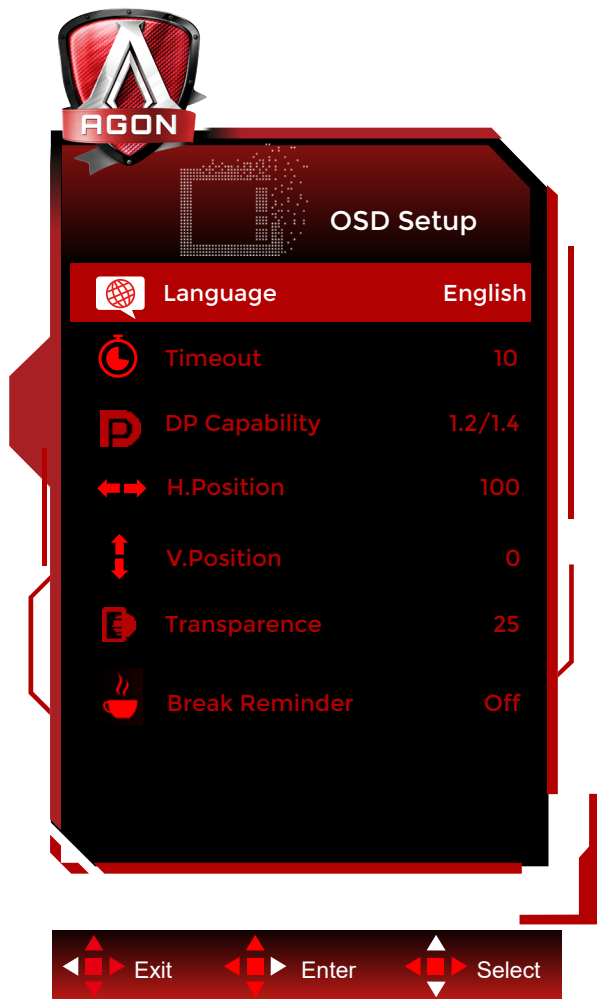 AGON
OSD Setup
Language English
Timeout 10
DP Capability 1.2/1.4
H.Position 100
V.Position 0
Transparence 25
Break Reminder Off
Exit Enter Select